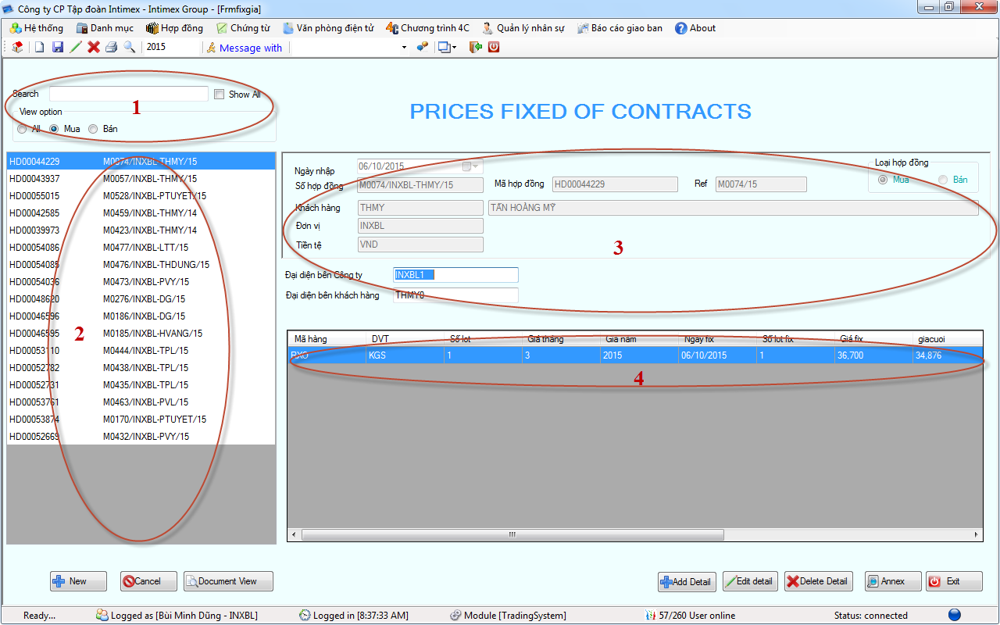 Công ty CP Tập đoàn Intimex - Intimex Group - [Frmfixgia]
Hệ thống Danh mục Hợp đồng Chứng từ Văn phòng điện tử Chương trình 4C Quản lý nhân sự Báo cáo giao ban About
2015 Message with
Search Show All
1
View option
All Mua Bán
PRICES FIXED OF CONTRACTS
HD00044229 M0074/INXBL-THMY/15
HD00043937 M0057/INXBL-THMY/15
HD00055015 M0528/INXBL-PTUYET/15
HD00042585 M0459/INXBL-THMY/14
HD00039973 M0423/INXBL-THMY/14
HD00054086 M0477/INXBL-LTT/15
HD00054085 M0476/INXBL-THDUNG/15
HD00054036 M0473/INXBL-PVY/15
HD00048620 M0276/INXBL-DG/15
HD00046596 M0186/INXBL-DG/15
HD00046595 M0185/INXBL-HVANG/15
HD00053110 M0444/INXBL-TPL/15
HD00052782 M0438/INXBL-TPL/15
HD00052731 M0435/INXBL-TPL/15
HD00053761 M0463/INXBL-PVL/15
HD00053874 M0170/INXBL-PTUYET/15
HD00052669 M0432/INXBL-PVY/15
2
Ngày nhập 06/10/2015
Loại hợp đồng
Mua Bán
Số hợp đồng M0074/INXBL-THMY/15 Mã hợp đồng HD00044229 Ref M0074/15
Khách hàng THMY TẤN HOÀNG MỸ
Đơn vị INXBL
Tiền tệ VND
3
Đại diện bên Công ty INXBL1
Đại diện bên khách hàng THMY0
Mã hàng DVT Số lot Giá tháng Giá năm Ngày fix Số lot fix Giá fix giacuoi
RXO KGS 1 3 2015 06/10/2015 1 36,700 34,876
4
New Cancel Document View Add Detail Edit detail Delete Detail Annex Exit
Ready... Logged as [Bùi Minh Dũng - INXBL] Logged in [8:37:33 AM] Module [TradingSystem] 57/260 User online Status: connected